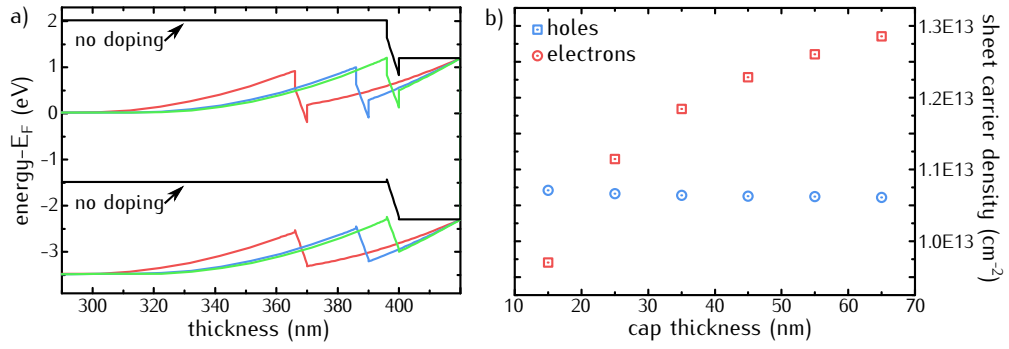 a)
2
1
0
−1
−2
−3
energy-E_F (eV)
no doping
no doping
300
320
340
360
380
400
thickness (nm)
b)
holes
electrons
1.3E13
1.2E13
1.1E13
1.0E13
sheet carrier density (cm⁻²)
10
20
30
40
50
60
70
cap thickness (nm)